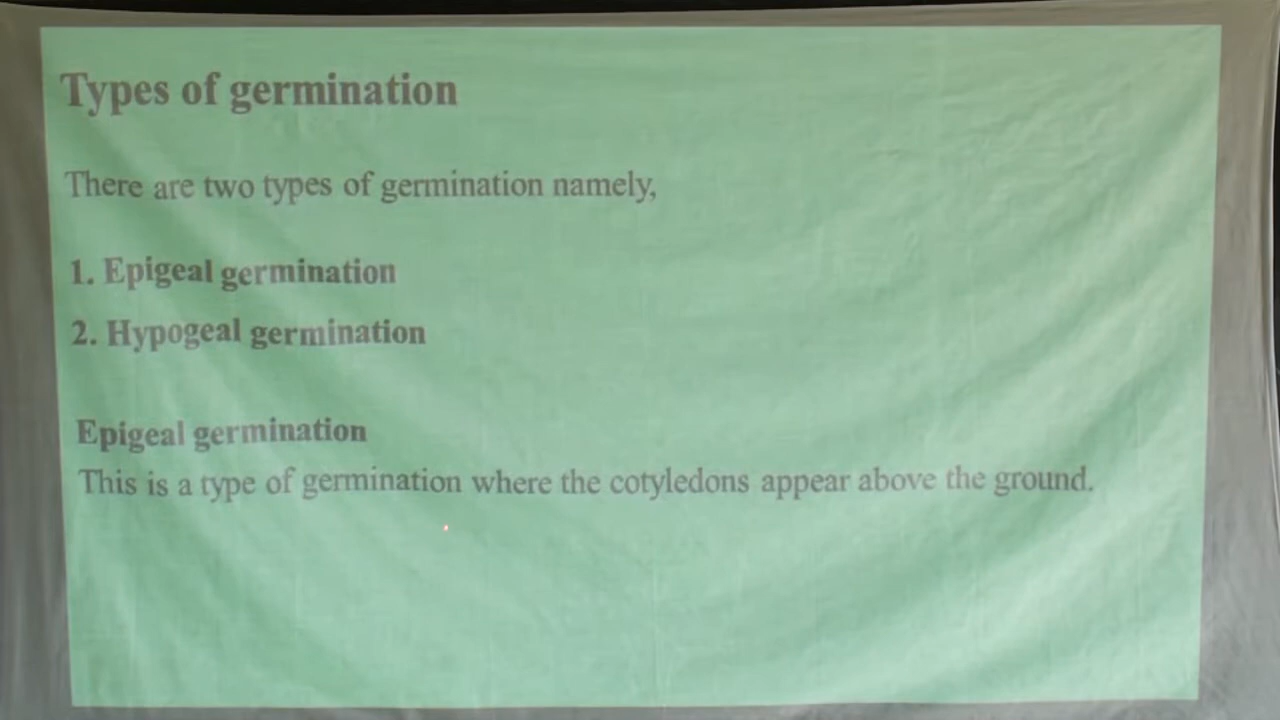 Types of germination
There are two types of germination namely,
1. Epigeal germination
2. Hypogeal germination
Epigeal germination
This is a type of germination where the cotyledons appear above the ground.